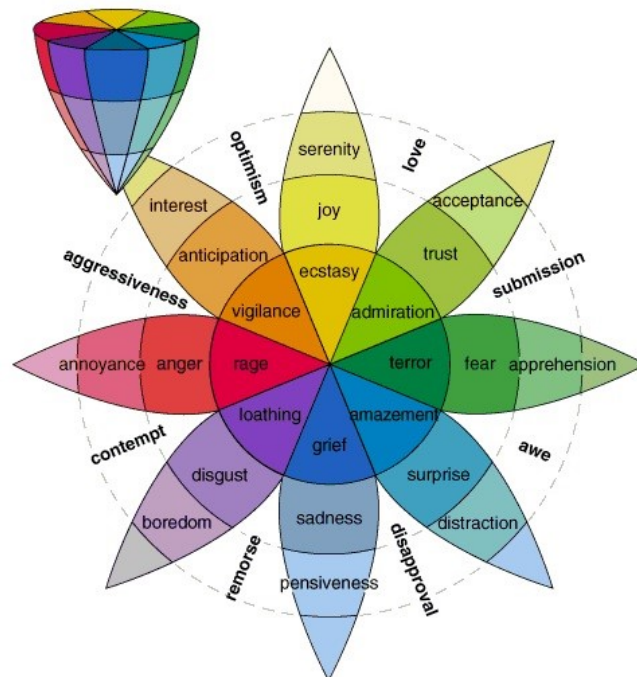 serenity
optimism
love
joy
interest
acceptance
anticipation
trust
ecstasy
aggressiveness
submission
vigilance
admiration
annoyance
anger
rage
terror
fear
apprehension
loathing
amazement
grief
contempt
awe
disgust
surprise
boredom
sadness
distraction
remorse
disapproval
pensiveness